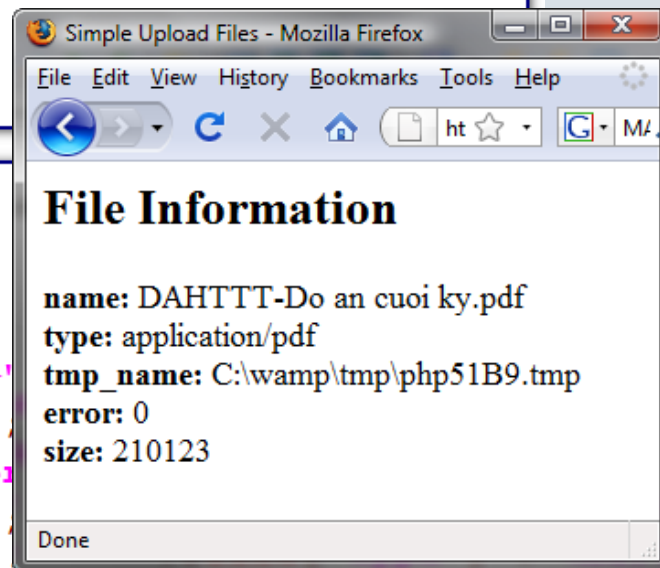 Simple Upload Files - Mozilla Firefox
File Edit View History Bookmarks Tools Help
ht G MA
File Information
name: DAHTTT-Do an cuoi ky.pdf
type: application/pdf
tmp_name: C:\wamp\tmp\php51B9.tmp
error: 0
size: 210123
Done